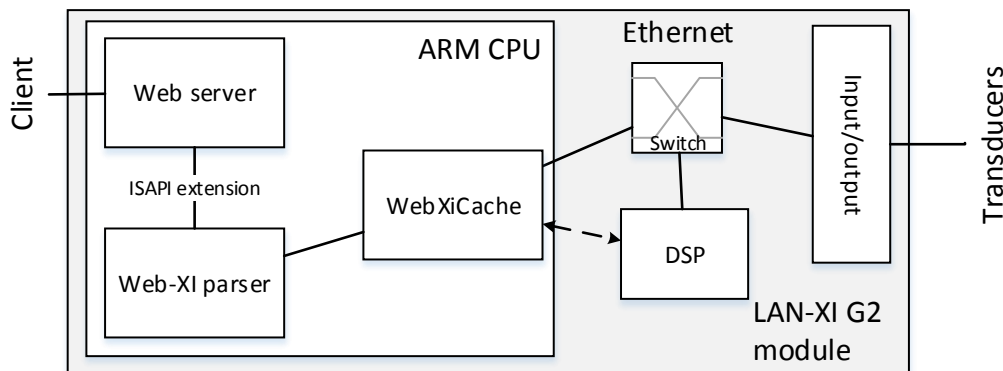 Client
ARM CPU
Web server
ISAPI extension
Web-XI parser
WebXiCache
Ethernet
Switch
DSP
Input/output
Transducers
LAN-XI G2
module